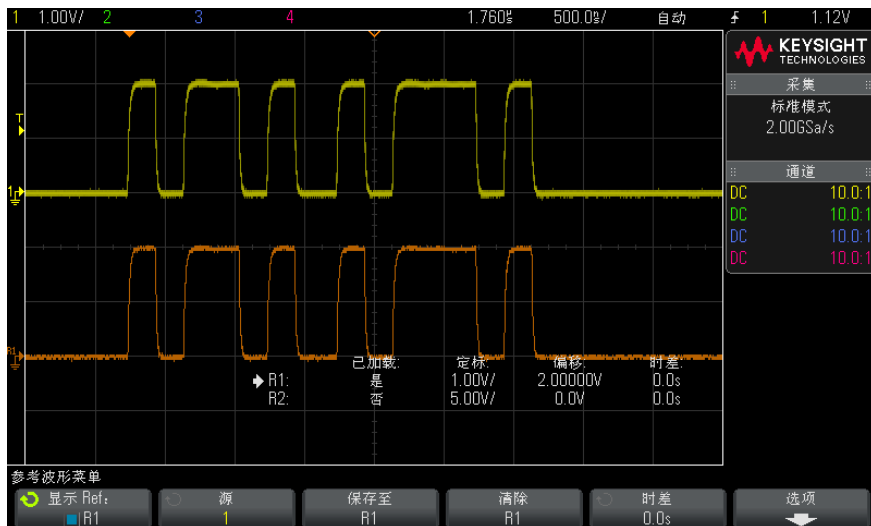 1 1.00V/ 2 3 4 1.760㎲ 500.0㎱/ 自动 1 1.12V
KEYSIGHT
TECHNOLOGIES
采集
标准模式
2.00GSa/s
通道
DC 10.0:1
DC 10.0:1
DC 10.0:1
DC 10.0:1
T
1
R1
已加载: 定标: 偏移: 时差:
R1: 是 1.00V/ 2.00000V 0.0s
R2: 否 5.00V/ 0.0V 0.0s
参考波形菜单
显示 Ref: 源 保存至 清除 时差 选项
R1 1 R1 R1 0.0s